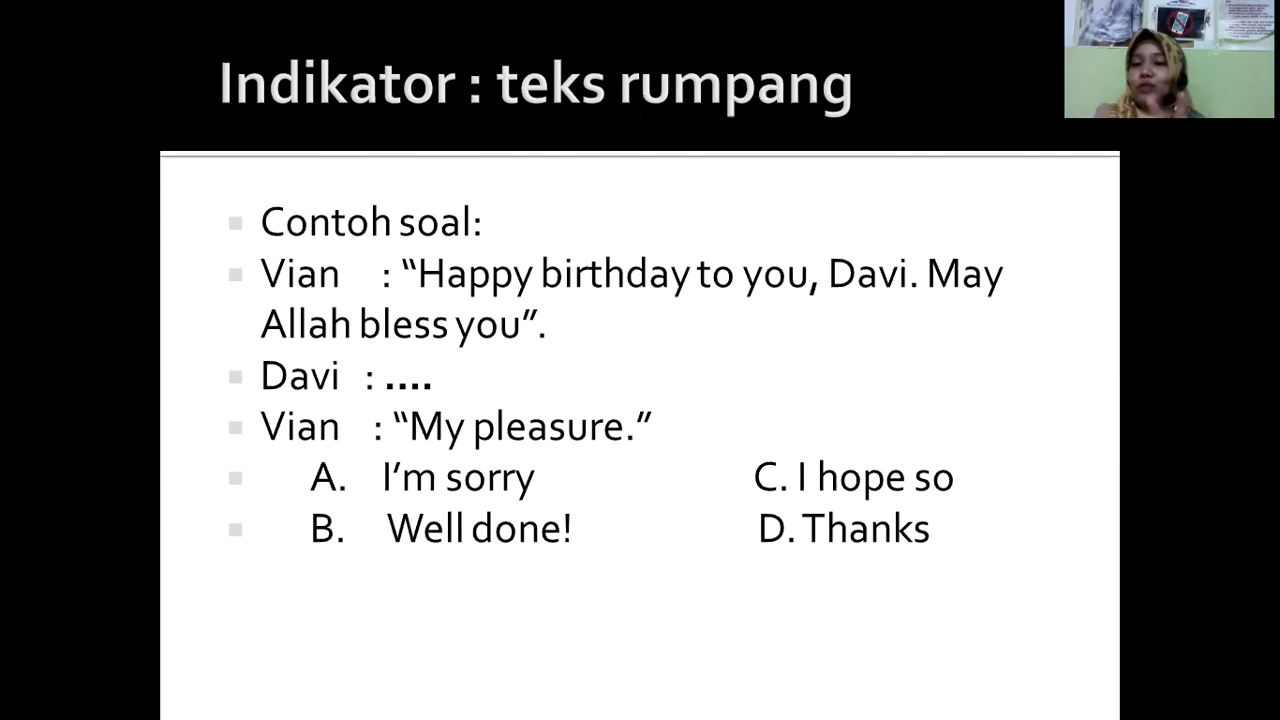 Indikator : teks rumpang
Contoh soal:
Vian : “Happy birthday to you, Davi. May
Allah bless you”.
Davi : ....
Vian : “My pleasure.”
A. I’m sorry C. I hope so
B. Well done! D. Thanks